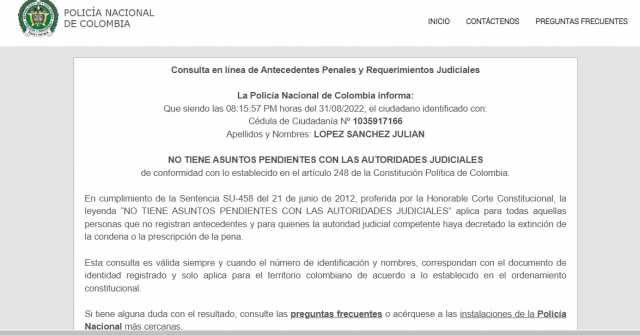 POLICÍA NACIONAL
DE COLOMBIA
INICIO CONTÁCTENOS PREGUNTAS FRECUENTES
Consulta en línea de Antecedentes Penales y Requerimientos Judiciales
La Policía Nacional de Colombia informa:
Que siendo las 08:15:57 PM horas del 31/08/2022, el ciudadano identificado con:
Cédula de Ciudadanía Nº 1035917166
Apellidos y Nombres: LOPEZ SANCHEZ JULIAN
NO TIENE ASUNTOS PENDIENTES CON LAS AUTORIDADES JUDICIALES
de conformidad con lo establecido en el artículo 248 de la Constitución Política de Colombia.
En cumplimiento de la Sentencia SU-458 del 21 de junio de 2012, proferida por la Honorable Corte Constitucional, la
leyenda "NO TIENE ASUNTOS PENDIENTES CON LAS AUTORIDADES JUDICIALES" aplica para todas aquellas
personas que no registran antecedentes y para quienes la autoridad judicial competente haya decretado la extinción de
la condena o la prescripción de la pena.
Esta consulta es válida siempre y cuando el número de identificación y nombres, correspondan con el documento de
identidad registrado y solo aplica para el territorio colombiano de acuerdo a lo establecido en el ordenamiento
constitucional.
Si tiene alguna duda con el resultado, consulte las preguntas frecuentes o acérquese a las instalaciones de la Policía
Nacional más cercanas.